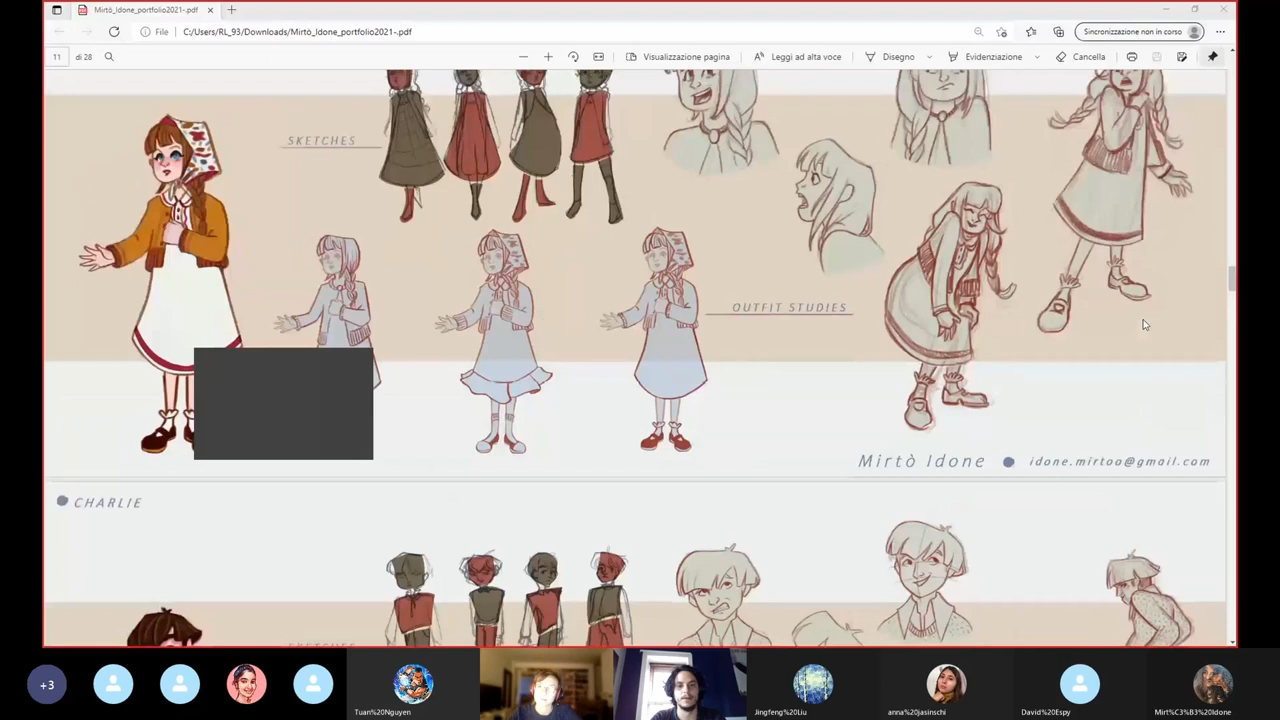 Mirtò_Idone_portfolio2021-.pdf
File
C:/Users/RL_93/Downloads/Mirtò_Idone_portfolio2021-.pdf
Sincronizzazione non in corso
11 di 28
Visualizzazione pagina
Leggi ad alta voce
Disegno
Evidenziazione
Cancella
SKETCHES
OUTFIT STUDIES
Mirtò Idone
idone.mirtoa@gmail.com
CHARLIE
SKETCHES
+3
Tuan%20Nguyen
Jingfeng%20Liu
anna%20jasinschi
David%20Espy
Mirt%C3%B3%20Idone